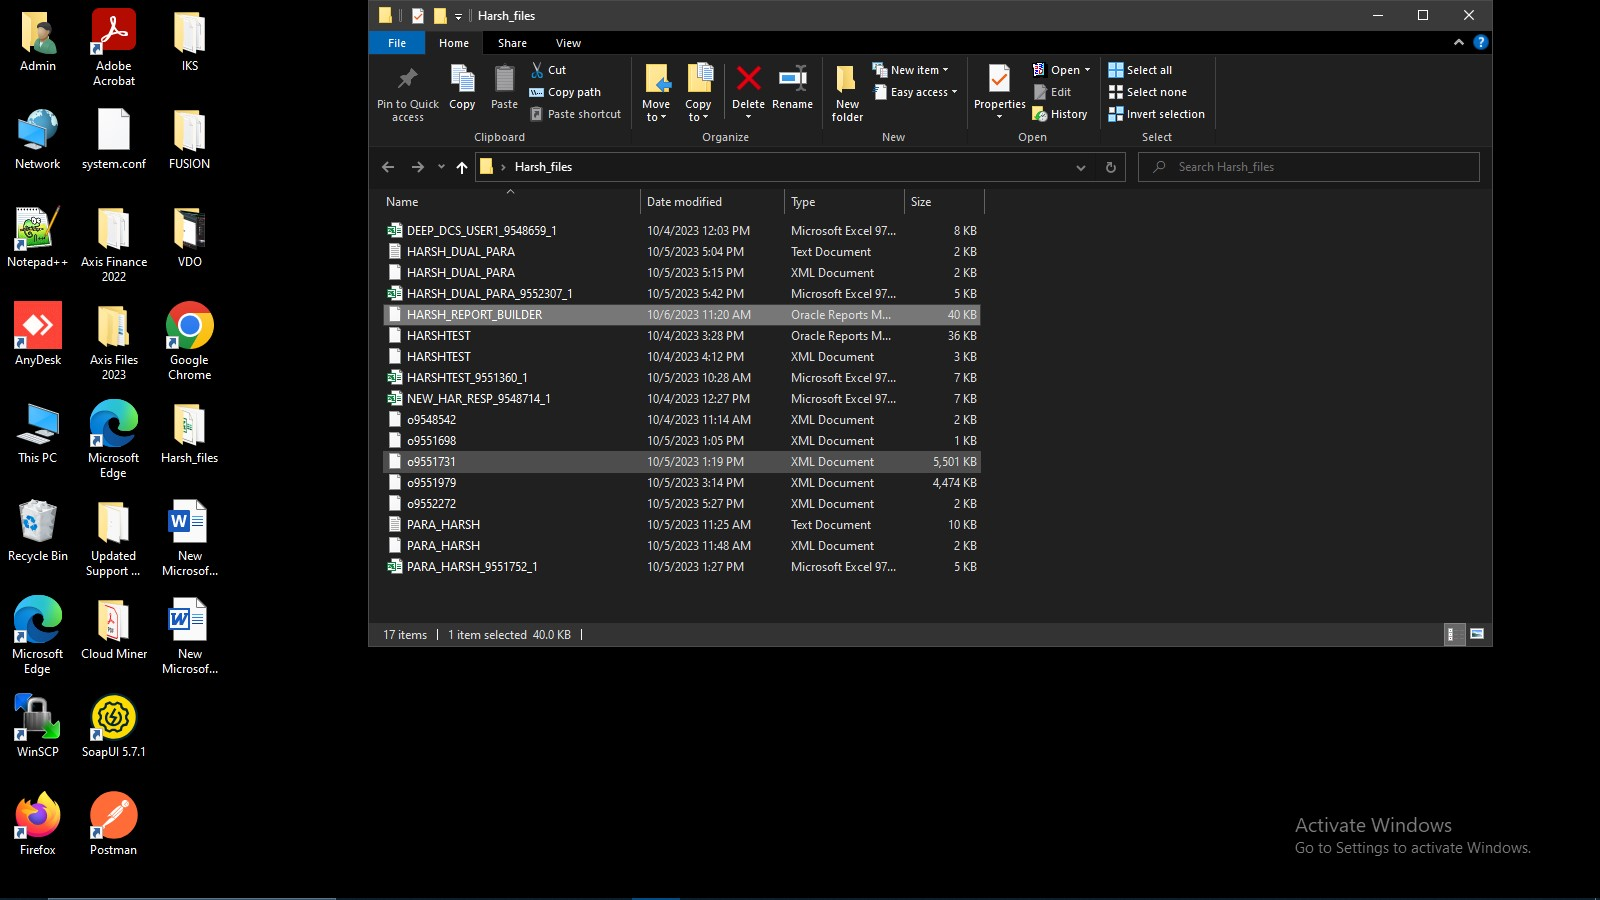 Harsh_files
File Home Share View
Pin to Quick access
Copy
Paste
Cut
Copy path
Paste shortcut
Clipboard
Move to
Copy to
Delete
Rename
Organize
New folder
New item
Easy access
New
Properties
Open
Edit
History
Open
Select all
Select none
Invert selection
Select
Harsh_files
Search Harsh_files
Name Date modified Type Size
DEEP_DCS_USER1_9548659_1 10/4/2023 12:03 PM Microsoft Excel 97... 8 KB
HARSH_DUAL_PARA 10/5/2023 5:04 PM Text Document 2 KB
HARSH_DUAL_PARA 10/5/2023 5:15 PM XML Document 2 KB
HARSH_DUAL_PARA_9552307_1 10/5/2023 5:42 PM Microsoft Excel 97... 5 KB
HARSH_REPORT_BUILDER 10/6/2023 11:20 AM Oracle Reports M... 40 KB
HARSHTEST 10/4/2023 3:28 PM Oracle Reports M... 36 KB
HARSHTEST 10/4/2023 4:12 PM XML Document 3 KB
HARSHTEST_9551360_1 10/5/2023 10:28 AM Microsoft Excel 97... 7 KB
NEW_HAR_RESP_9548714_1 10/4/2023 12:27 PM Microsoft Excel 97... 7 KB
o9548542 10/4/2023 11:14 AM XML Document 2 KB
o9551698 10/5/2023 1:05 PM XML Document 1 KB
o9551731 10/5/2023 1:19 PM XML Document 5,501 KB
o9551979 10/5/2023 3:14 PM XML Document 4,474 KB
o9552272 10/5/2023 5:27 PM XML Document 2 KB
PARA_HARSH 10/5/2023 11:25 AM Text Document 10 KB
PARA_HARSH 10/5/2023 11:48 AM XML Document 2 KB
PARA_HARSH_9551752_1 10/5/2023 1:27 PM Microsoft Excel 97... 5 KB
17 items 1 item selected 40.0 KB
Admin
Adobe Acrobat
IKS
Network
system.conf
FUSION
Notepad++
Axis Finance 2022
VDO
AnyDesk
Axis Files 2023
Google Chrome
This PC
Microsoft Edge
Harsh_files
Recycle Bin
Updated Support ...
New Microsof...
Microsoft Edge
Cloud Miner
New Microsof...
WinSCP
SoapUI 5.7.1
Firefox
Postman
Activate Windows
Go to Settings to activate Windows.